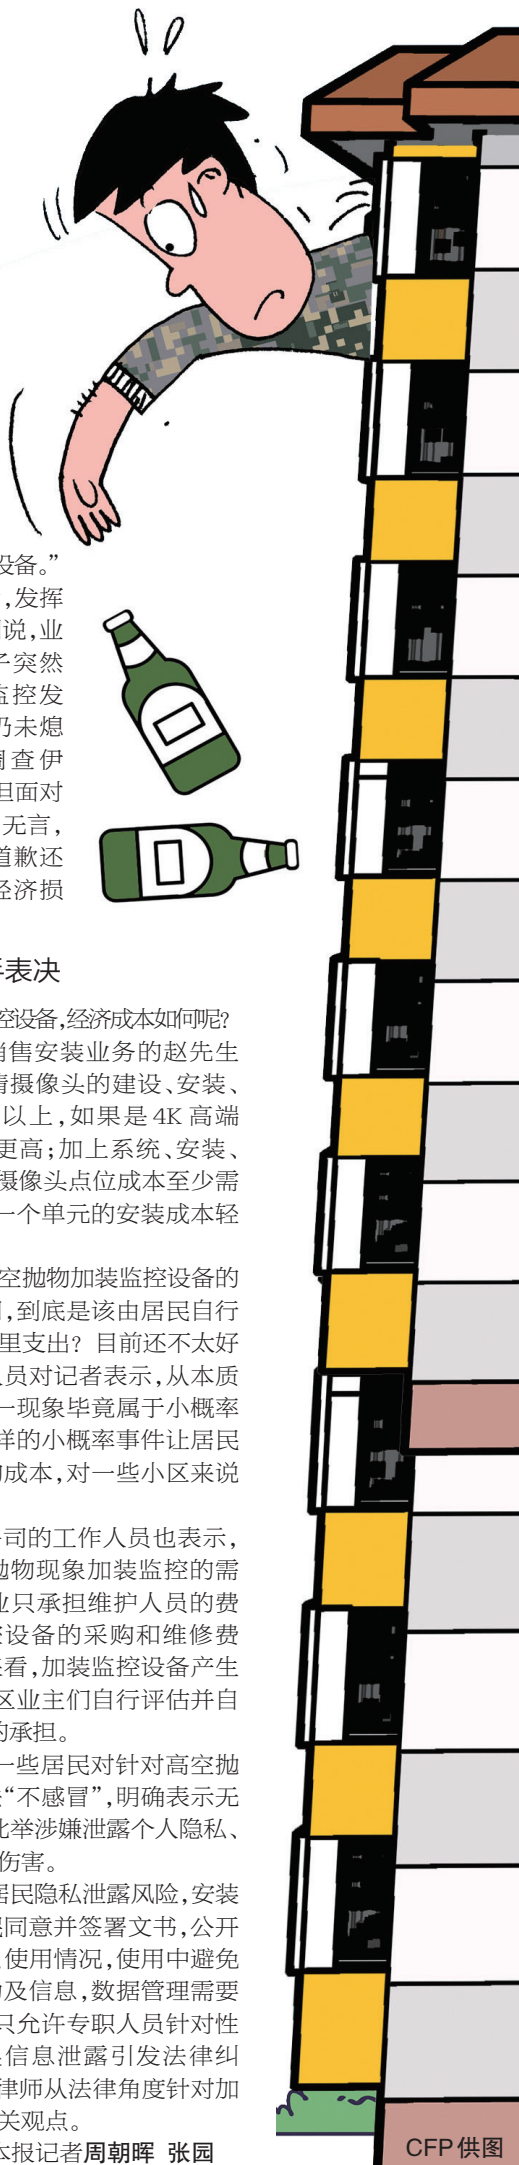 设备。”
,发挥
说,业
子突然
监控发
仍未熄
调查伊
但面对
无言,
道歉还
经济损
手表决
控设备,经济成本如何呢?
销售安装业务的赵先生
清摄像头的建设、安装、
以上,如果是4K高端
更高;加上系统、安装、
摄像头点位成本至少需
一个单元的安装成本轻
空抛物加装监控设备的
,到底是该由居民自行
里支出?目前还不太好
人员对记者表示,从本质
一现象毕竟属于小概率
样的小概率事件让居民
的成本,对一些小区来说
公司的工作人员也表示,
抛物现象加装监控的需
业只承担维护人员的费
控设备的采购和维修费
来看,加装监控设备产生
区业主们自行评估并自
的承担。
一些居民对针对高空抛
法“不感冒”,明确表示无
此举涉嫌泄露个人隐私、
伤害。
居民隐私泄露风险,安装
民同意并签署文书,公开
使用情况,使用中避免
动及信息,数据管理需要
只允许专职人员针对性
信息泄露引发法律纠
律师从法律角度针对加
关观点。
本报记者周朝晖 张园
CFP供图